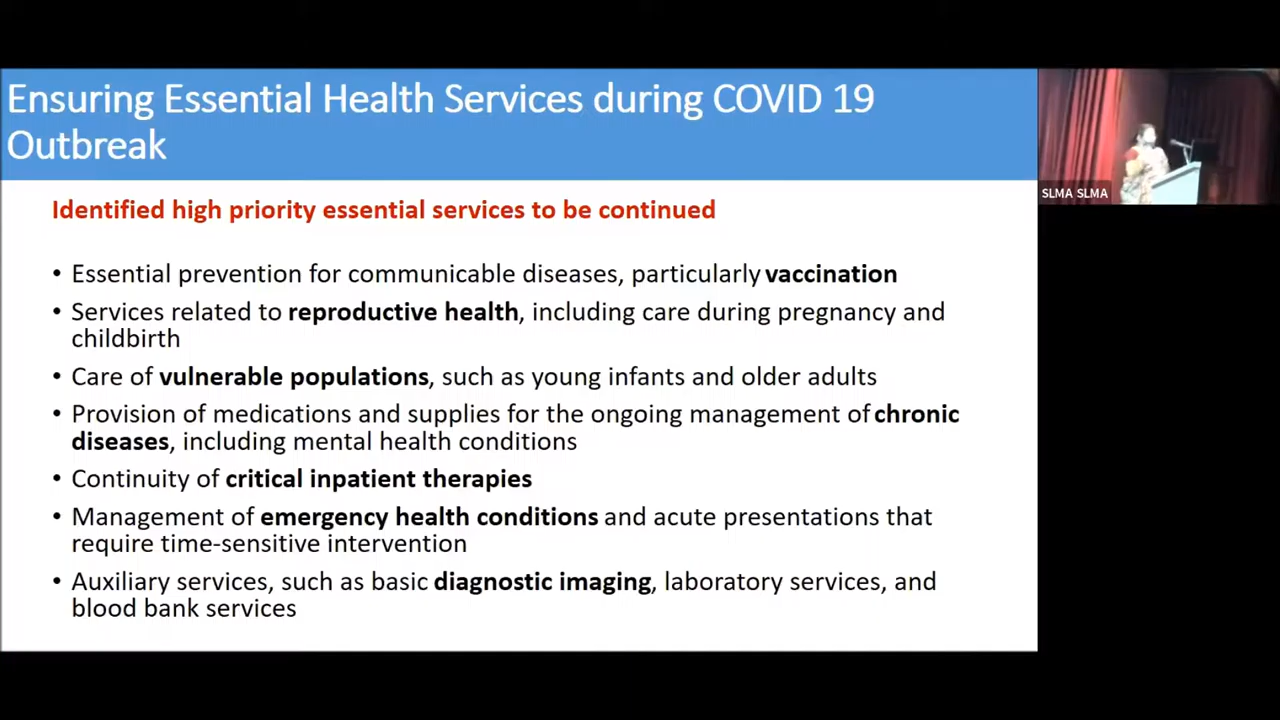 Ensuring Essential Health Services during COVID 19
Outbreak
SLMA SLMA
Identified high priority essential services to be continued
• Essential prevention for communicable diseases, particularly vaccination
• Services related to reproductive health, including care during pregnancy and
childbirth
• Care of vulnerable populations, such as young infants and older adults
• Provision of medications and supplies for the ongoing management of chronic
diseases, including mental health conditions
• Continuity of critical inpatient therapies
• Management of emergency health conditions and acute presentations that
require time-sensitive intervention
• Auxiliary services, such as basic diagnostic imaging, laboratory services, and
blood bank services